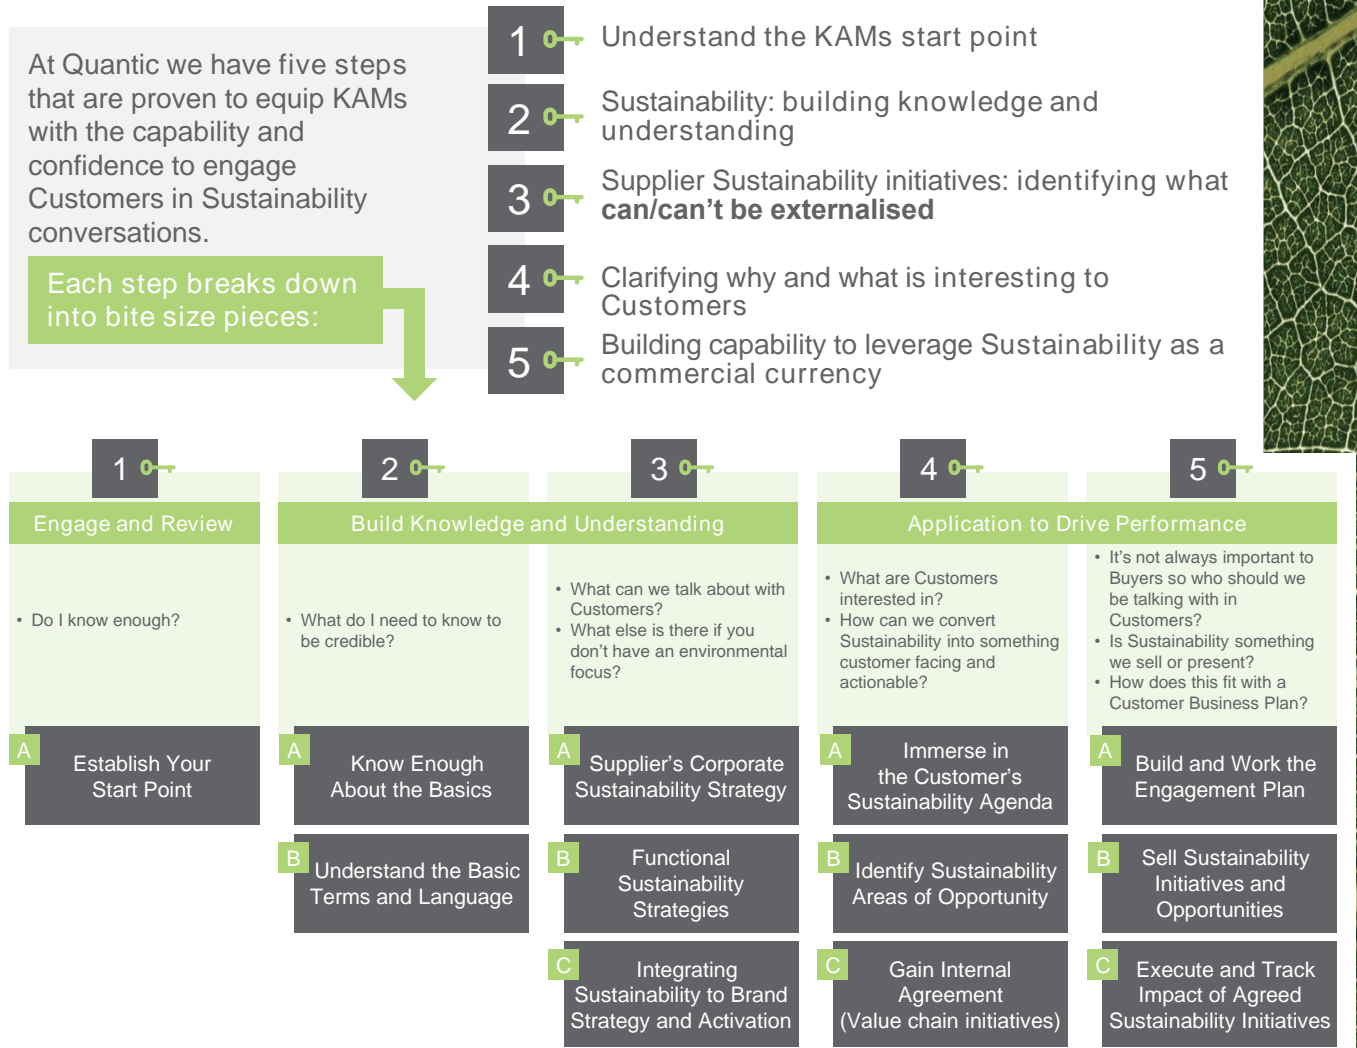 At Quantic we have five steps
that are proven to equip KAMs
with the capability and
confidence to engage
Customers in Sustainability
conversations.
Each step breaks down
into bite size pieces:
1
Understand the KAMs start point
2
Sustainability: building knowledge and
understanding
3
Supplier Sustainability initiatives: identifying what
can/can’t be externalised
4
Clarifying why and what is interesting to
Customers
5
Building capability to leverage Sustainability as a
commercial currency
1
2
3
4
5
Engage and Review
Build Knowledge and Understanding
Application to Drive Performance
• Do I know enough?
• What do I need to know to
be credible?
• What can we talk about with
Customers?
• What else is there if you
don’t have an environmental
focus?
• What are Customers
interested in?
• How can we convert
Sustainability into something
customer facing and
actionable?
• It’s not always important to
Buyers so who should we
be talking with in
Customers?
• Is Sustainability something
we sell or present?
• How does this fit with a
Customer Business Plan?
A
Establish Your
Start Point
A
Know Enough
About the Basics
B
Understand the Basic
Terms and Language
A
Supplier’s Corporate
Sustainability Strategy
B
Functional
Sustainability
Strategies
C
Integrating
Sustainability to Brand
Strategy and Activation
A
Immerse in
the Customer’s
Sustainability Agenda
B
Identify Sustainability
Areas of Opportunity
C
Gain Internal
Agreement
(Value chain initiatives)
A
Build and Work the
Engagement Plan
B
Sell Sustainability
Initiatives and
Opportunities
C
Execute and Track
Impact of Agreed
Sustainability Initiatives